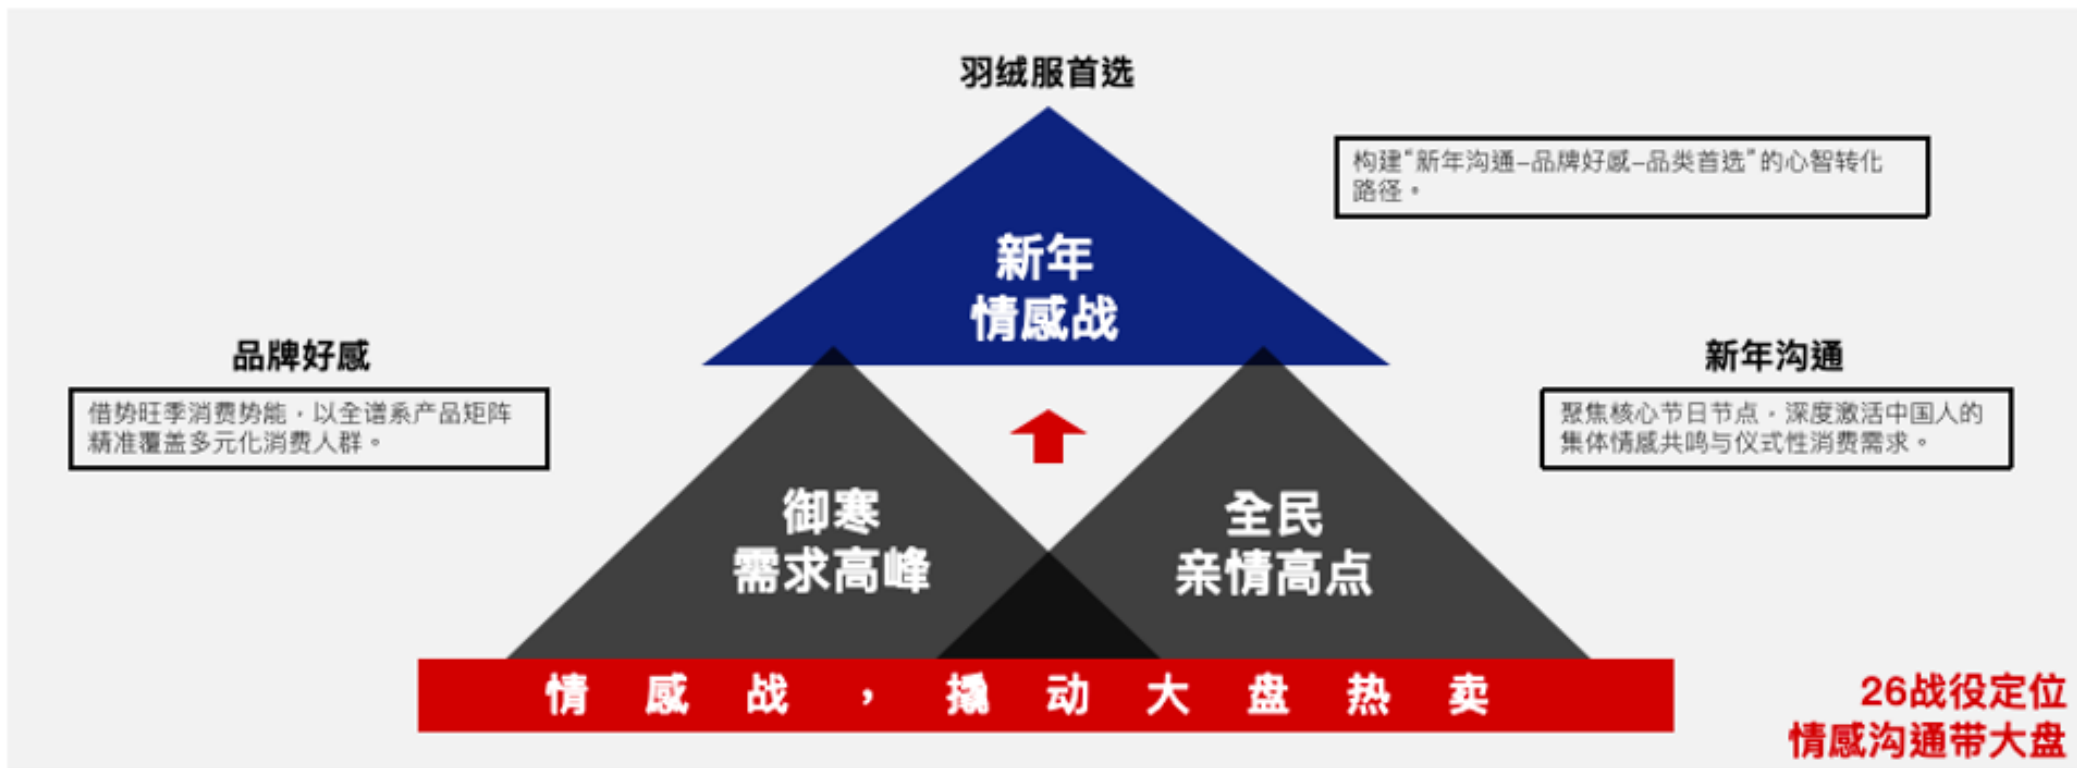 羽绒服首选
构建“新年沟通–品牌好感–品类首选”的心智转化
路径。
新年
情感战
品牌好感
借势旺季消费势能，以全谱系产品矩阵
精准覆盖多元化消费人群。
新年沟通
聚焦核心节日节点，深度激活中国人的
集体情感共鸣与仪式性消费需求。
御寒
需求高峰
全民
亲情高点
情感战，撬动大盘热卖
26战役定位
情感沟通带大盘